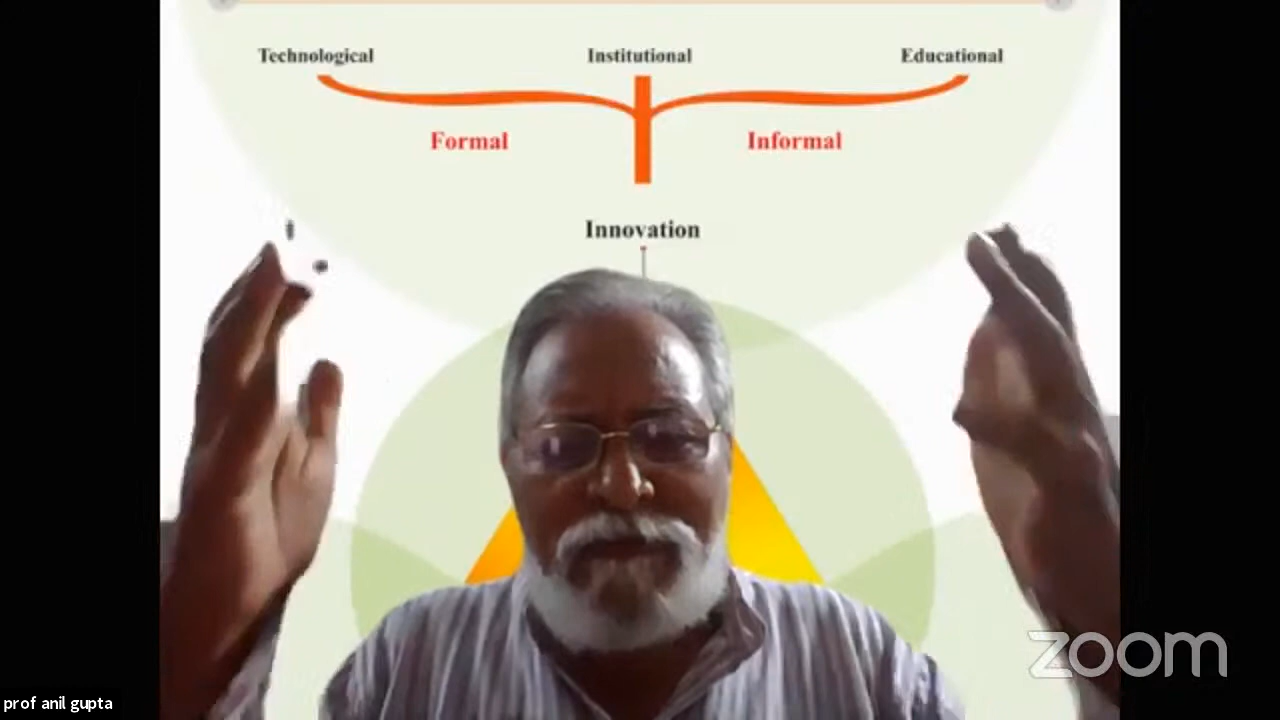 Technological Institutional Educational
Formal Informal
Innovation
zoom
prof anil gupta